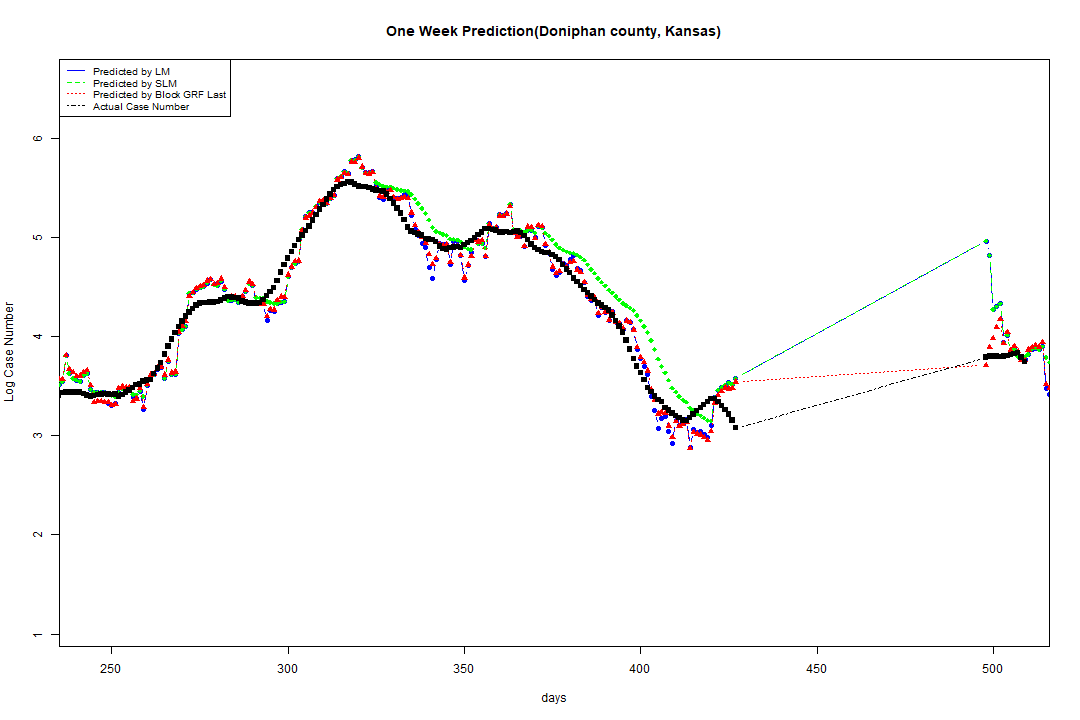 One Week Prediction(Doniphan county, Kansas)
Predicted by LM
Predicted by SLM
Predicted by Block GRF Last
Actual Case Number
6
5
4
3
2
1
Log Case Number
250 300 350 400 450 500
days